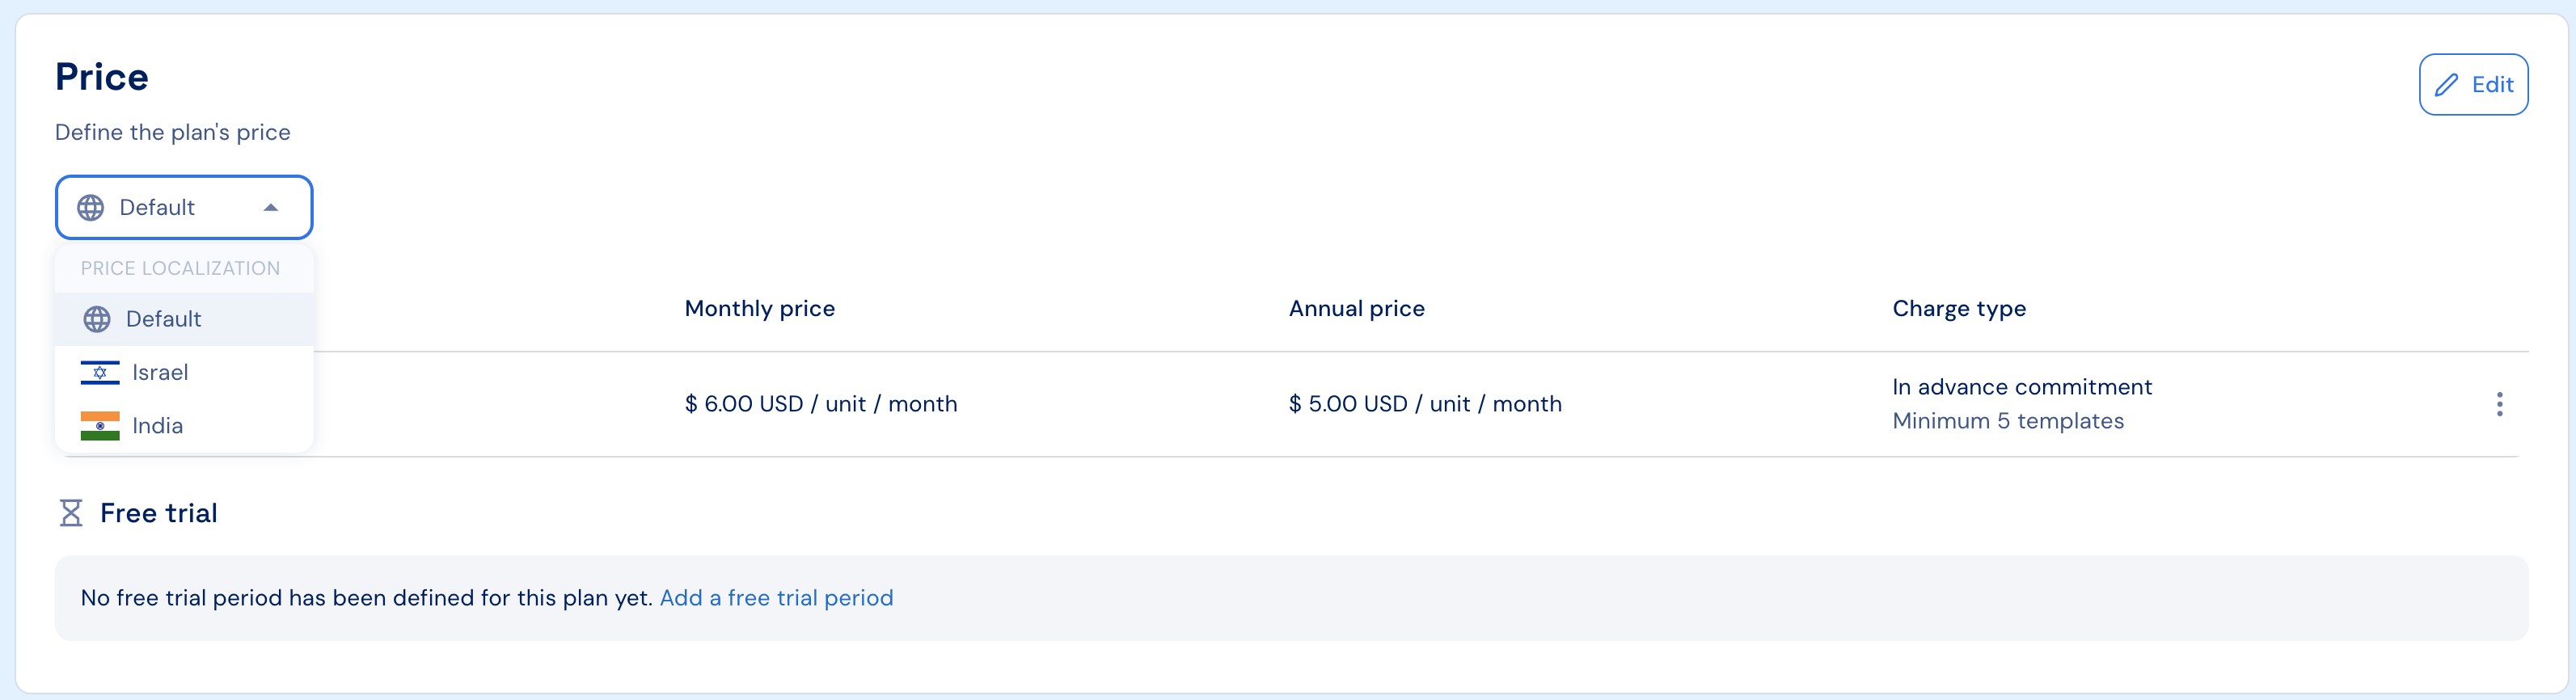 Price
Edit
Define the plan's price
Default
PRICE LOCALIZATION
Default
Israel
India
Monthly price
Annual price
Charge type
$ 6.00 USD / unit / month
$ 5.00 USD / unit / month
In advance commitment
Minimum 5 templates
Free trial
No free trial period has been defined for this plan yet. Add a free trial period